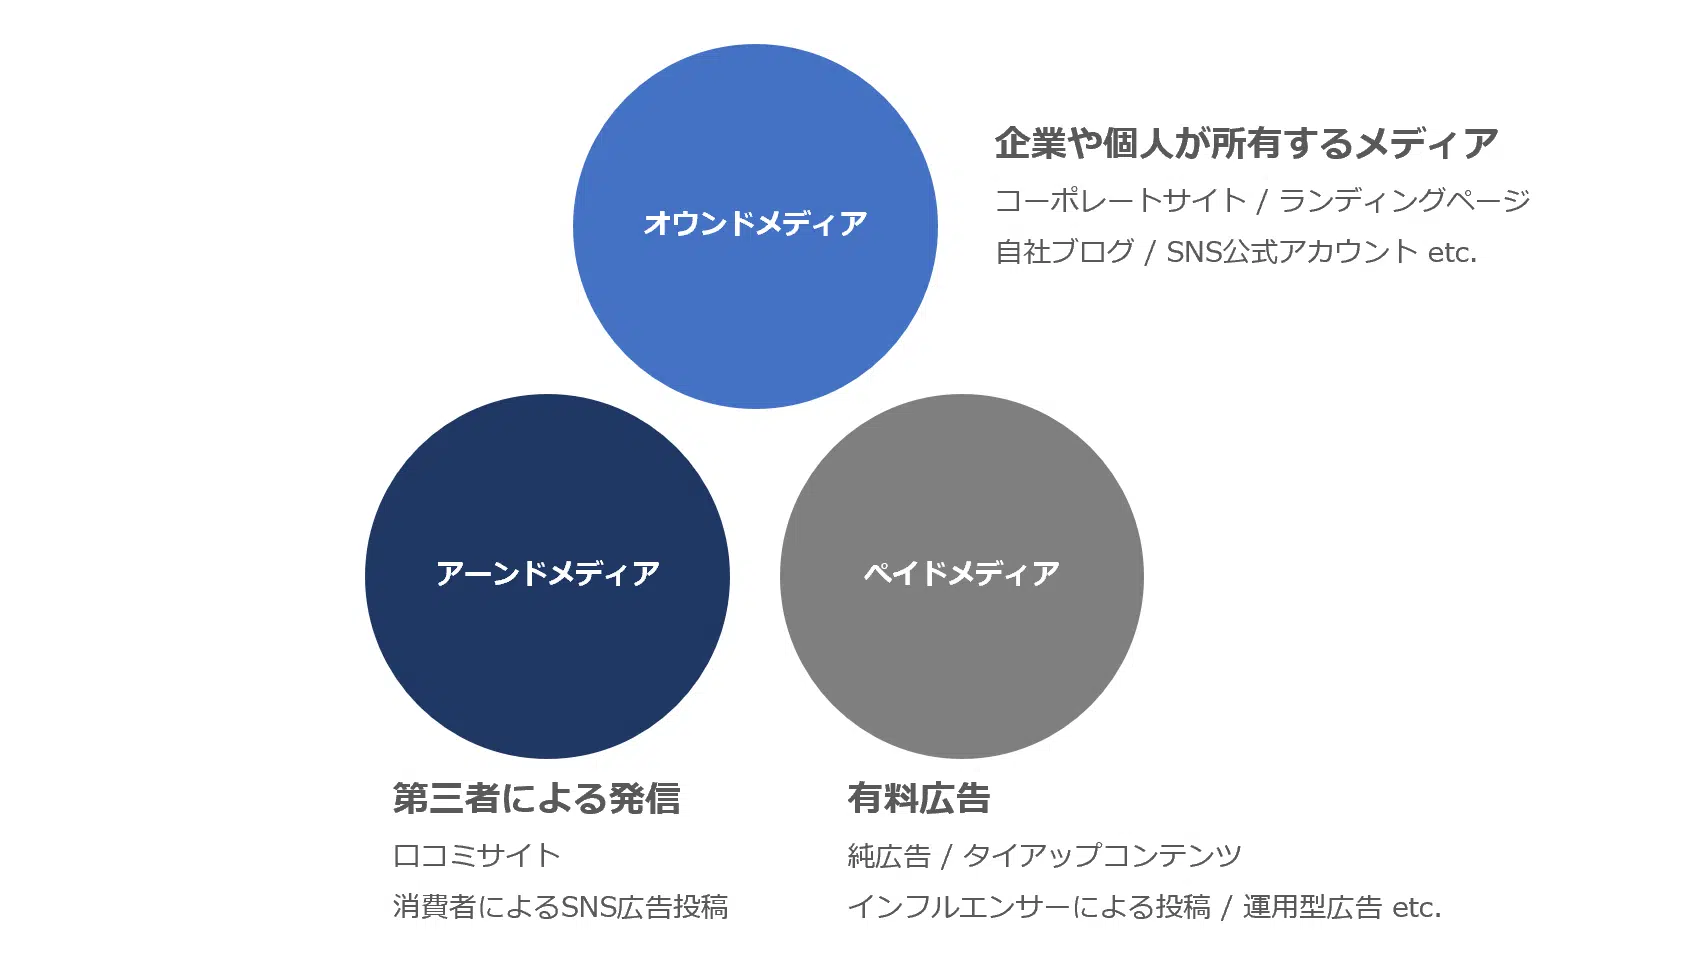 オウンドメディア
企業や個人が所有するメディア
コーポレートサイト / ランディングページ
自社ブログ / SNS公式アカウント etc.
アーンドメディア
ペイドメディア
第三者による発信
口コミサイト
消費者によるSNS広告投稿
有料広告
純広告 / タイアップコンテンツ
インフルエンサーによる投稿 / 運用型広告 etc.